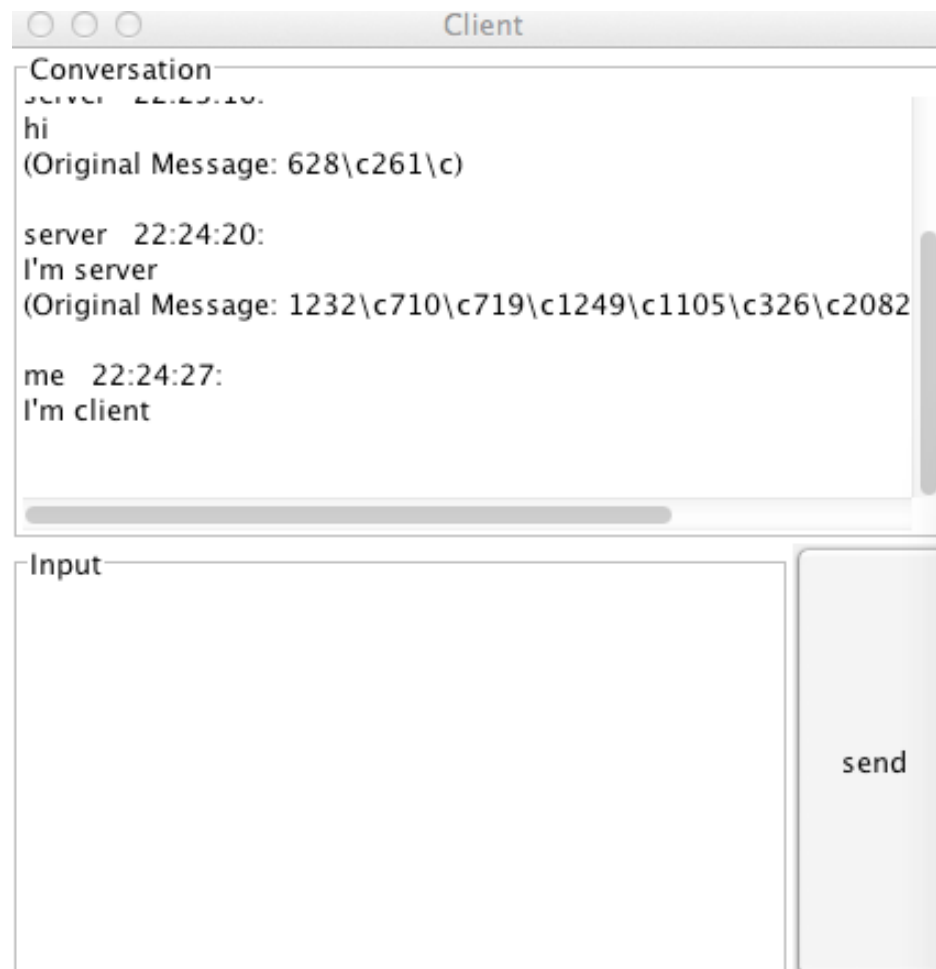 Client
Conversation
hi
(Original Message: 628\c261\c)
server 22:24:20:
I'm server
(Original Message: 1232\c710\c719\c1249\c1105\c326\c2082
me 22:24:27:
I'm client
Input
send